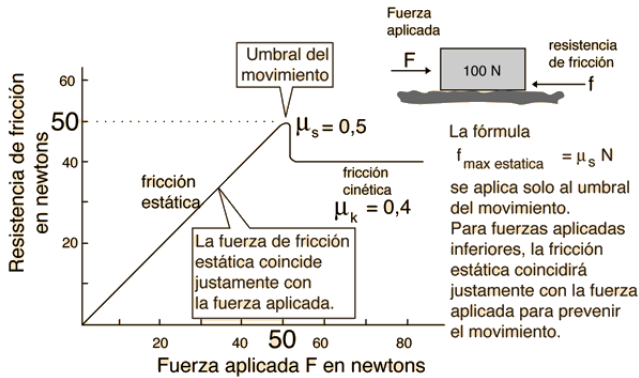 Fuerza
aplicada
F
100 N
resistencia
de fricción
f
Umbral del
movimiento
Resistencia de fricción
en newtons
60
50
40
20
μs = 0,5
fricción
estática
fricción
cinética
μk = 0,4
La fuerza de fricción
estática coincide
justamente con
la fuerza aplicada.
20
40
50
60
80
Fuerza aplicada F en newtons
La fórmula
f max estatica = μs N
se aplica solo al umbral
del movimiento.
Para fuerzas aplicadas
inferiores, la fricción
estática coincidirá
justamente con la fuerza
aplicada para prevenir
el movimiento.